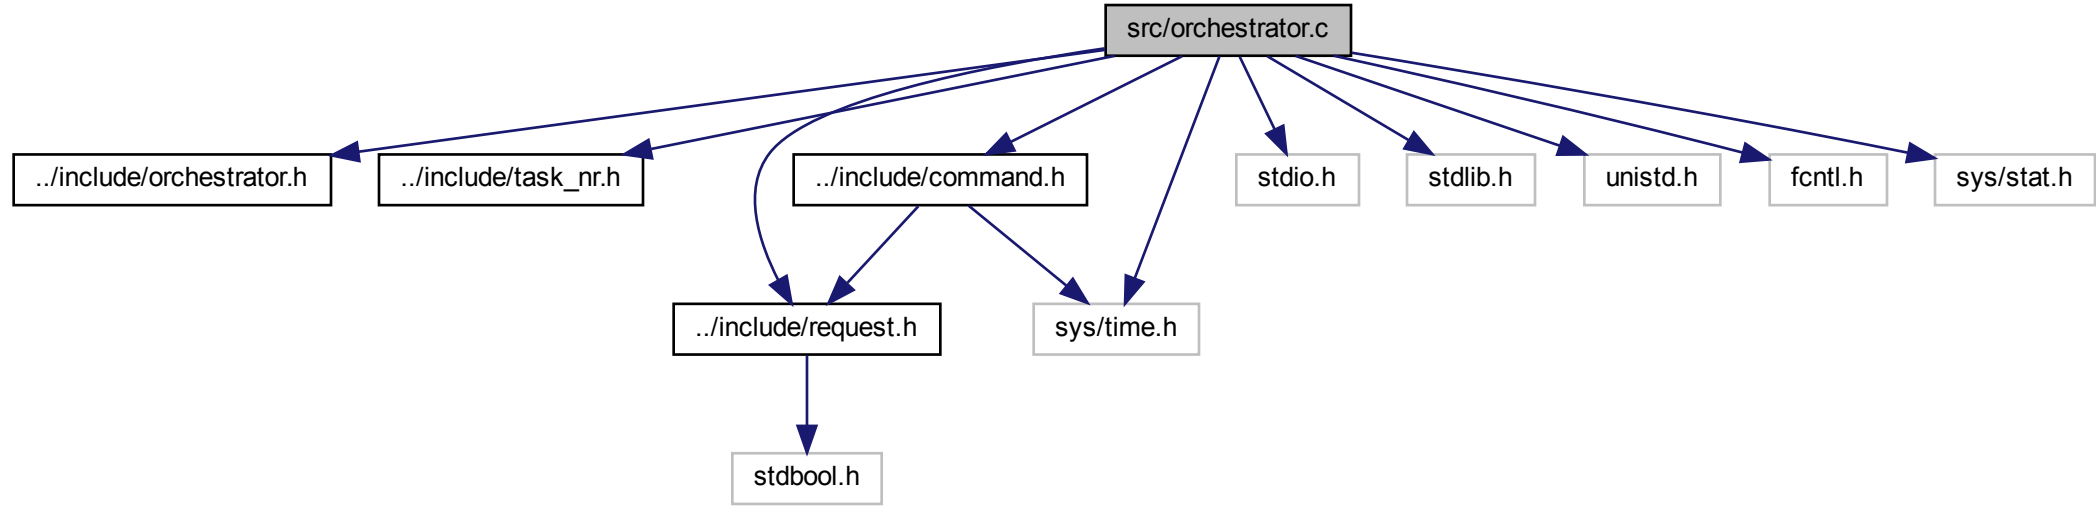 src/orchestrator.c
../include/orchestrator.h
../include/task_nr.h
../include/command.h
stdio.h
stdlib.h
unistd.h
fcntl.h
sys/stat.h
../include/request.h
sys/time.h
stdbool.h